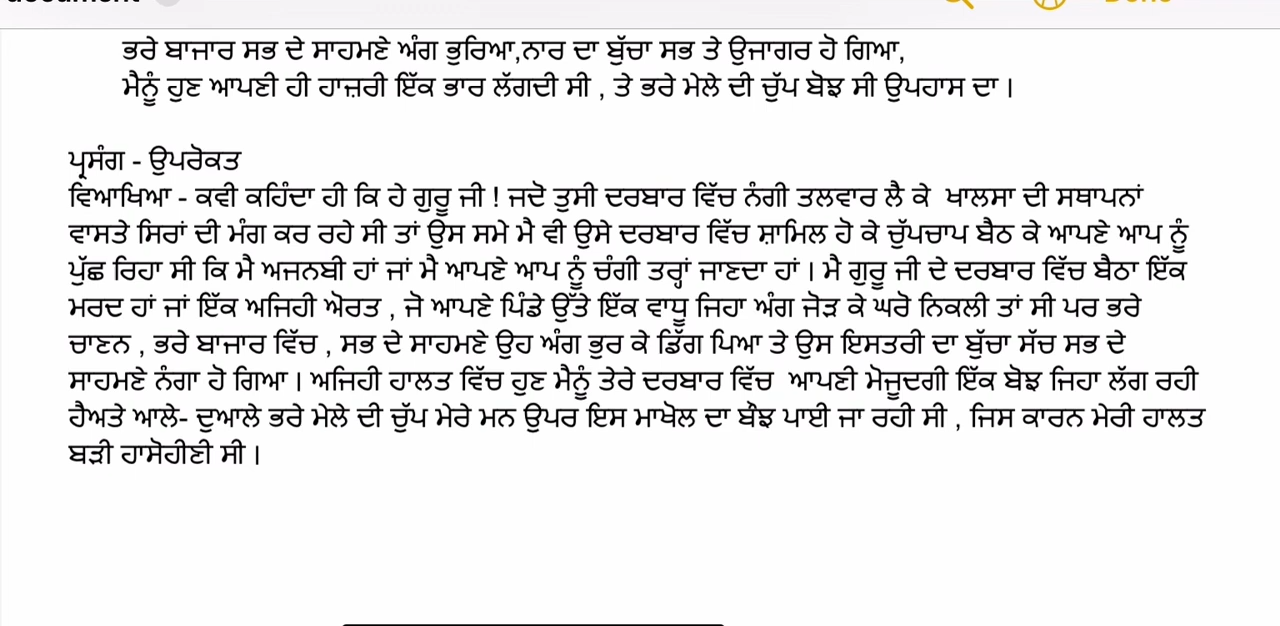 ਭਰੇ ਬਾਜਾਰ ਸਭ ਦੇ ਸਾਹਮਣੇ ਅੰਗ ਭੁਰਿਆ,ਨਾਰ ਦਾ ਬੁੱਚਾ ਸਭ ਤੇ ਉਜਾਗਰ ਹੋ ਗਿਆ,
ਮੈਨੂੰ ਹੁਣ ਆਪਣੀ ਹੀ ਹਾਜ਼ਰੀ ਇੱਕ ਭਾਰ ਲੱਗਦੀ ਸੀ , ਤੇ ਭਰੇ ਮੇਲੇ ਦੀ ਚੁੱਪ ਬੋਝ ਸੀ ਉਪਹਾਸ ਦਾ ।
ਪ੍ਰਸੰਗ - ਉਪਰੋਕਤ
ਵਿਆਖਿਆ - ਕਵੀ ਕਹਿੰਦਾ ਹੀ ਕਿ ਹੇ ਗੁਰੂ ਜੀ ! ਜਦੋ ਤੁਸੀ ਦਰਬਾਰ ਵਿੱਚ ਨੰਗੀ ਤਲਵਾਰ ਲੈ ਕੇ ਖਾਲਸਾ ਦੀ ਸਥਾਪਨਾਂ
ਵਾਸਤੇ ਸਿਰਾਂ ਦੀ ਮੰਗ ਕਰ ਰਹੇ ਸੀ ਤਾਂ ਉਸ ਸਮੇ ਮੈ ਵੀ ਉਸੇ ਦਰਬਾਰ ਵਿੱਚ ਸ਼ਾਮਿਲ ਹੋ ਕੇ ਚੁੱਪਚਾਪ ਬੈਠ ਕੇ ਆਪਣੇ ਆਪ ਨੂੰ
ਪੁੱਛ ਰਿਹਾ ਸੀ ਕਿ ਮੈ ਅਜਨਬੀ ਹਾਂ ਜਾਂ ਮੈ ਆਪਣੇ ਆਪ ਨੂੰ ਚੰਗੀ ਤਰ੍ਹਾਂ ਜਾਣਦਾ ਹਾਂ । ਮੈ ਗੁਰੂ ਜੀ ਦੇ ਦਰਬਾਰ ਵਿੱਚ ਬੈਠਾ ਇੱਕ
ਮਰਦ ਹਾਂ ਜਾਂ ਇੱਕ ਅਜਿਹੀ ਔਰਤ , ਜੋ ਆਪਣੇ ਪਿੰਡੇ ਉੱਤੇ ਇੱਕ ਵਾਧੂ ਜਿਹਾ ਅੰਗ ਜੋੜ ਕੇ ਘਰੋ ਨਿਕਲੀ ਤਾਂ ਸੀ ਪਰ ਭਰੇ
ਚਾਣਨ , ਭਰੇ ਬਾਜਾਰ ਵਿੱਚ , ਸਭ ਦੇ ਸਾਹਮਣੇ ਉਹ ਅੰਗ ਭੁਰ ਕੇ ਡਿੱਗ ਪਿਆ ਤੇ ਉਸ ਇਸਤਰੀ ਦਾ ਬੁੱਚਾ ਸੱਚ ਸਭ ਦੇ
ਸਾਹਮਣੇ ਨੰਗਾ ਹੋ ਗਿਆ । ਅਜਿਹੀ ਹਾਲਤ ਵਿੱਚ ਹੁਣ ਮੈਨੂੰ ਤੇਰੇ ਦਰਬਾਰ ਵਿੱਚ ਆਪਣੀ ਮੋਜੂਦਗੀ ਇੱਕ ਬੋਝ ਜਿਹਾ ਲੱਗ ਰਹੀ
ਹੈਅਤੇ ਆਲੇ- ਦੁਆਲੇ ਭਰੇ ਮੇਲੇ ਦੀ ਚੁੱਪ ਮੇਰੇ ਮਨ ਉਪਰ ਇਸ ਮਾਖੋਲ ਦਾ ਬੌਝ ਪਾਈ ਜਾ ਰਹੀ ਸੀ , ਜਿਸ ਕਾਰਨ ਮੇਰੀ ਹਾਲਤ
ਬੜੀ ਹਾਸੋਹੀਣੀ ਸੀ ।